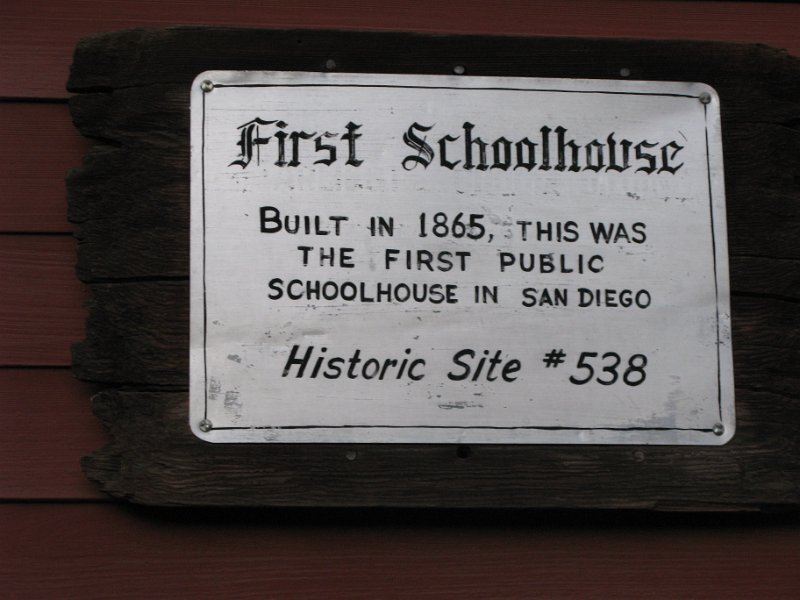 First Schoolhouse
BUILT IN 1865, THIS WAS
THE FIRST PUBLIC
SCHOOLHOUSE IN SAN DIEGO
Historic Site #538